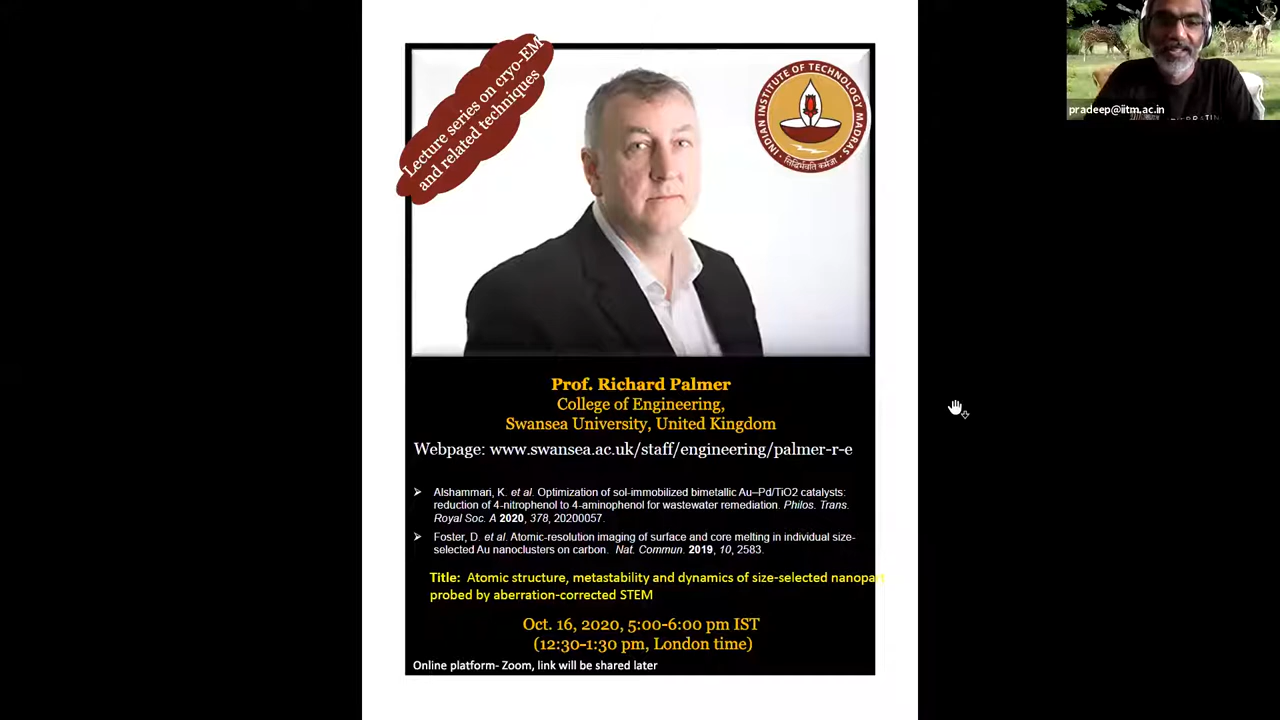 Lecture series on cryo-EM
and related techniques
INDIAN INSTITUTE OF TECHNOLOGY MADRAS
सिद्धिर्भवति कर्मजा
pradeep@iitm.ac.in
Prof. Richard Palmer
College of Engineering,
Swansea University, United Kingdom
Webpage: www.swansea.ac.uk/staff/engineering/palmer-r-e
➢ Alshammari, K. et al. Optimization of sol-immobilized bimetallic Au–Pd/TiO2 catalysts:
reduction of 4-nitrophenol to 4-aminophenol for wastewater remediation. Philos. Trans.
Royal Soc. A 2020, 378, 20200057.
➢ Foster, D. et al. Atomic-resolution imaging of surface and core melting in individual size-
selected Au nanoclusters on carbon. Nat. Commun. 2019, 10, 2583.
Title: Atomic structure, metastability and dynamics of size-selected nanopa
probed by aberration-corrected STEM
Oct. 16, 2020, 5:00-6:00 pm IST
(12:30-1:30 pm, London time)
Online platform- Zoom, link will be shared later